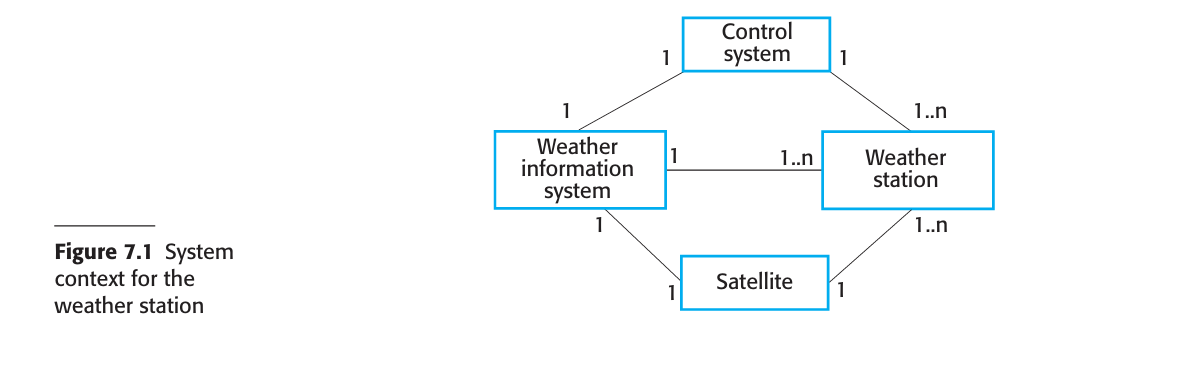 Control
system
1
1
1
1..n
Weather
information
system
1
1..n
Weather
station
1
1..n
Satellite
1
1
Figure 7.1 System
context for the
weather station